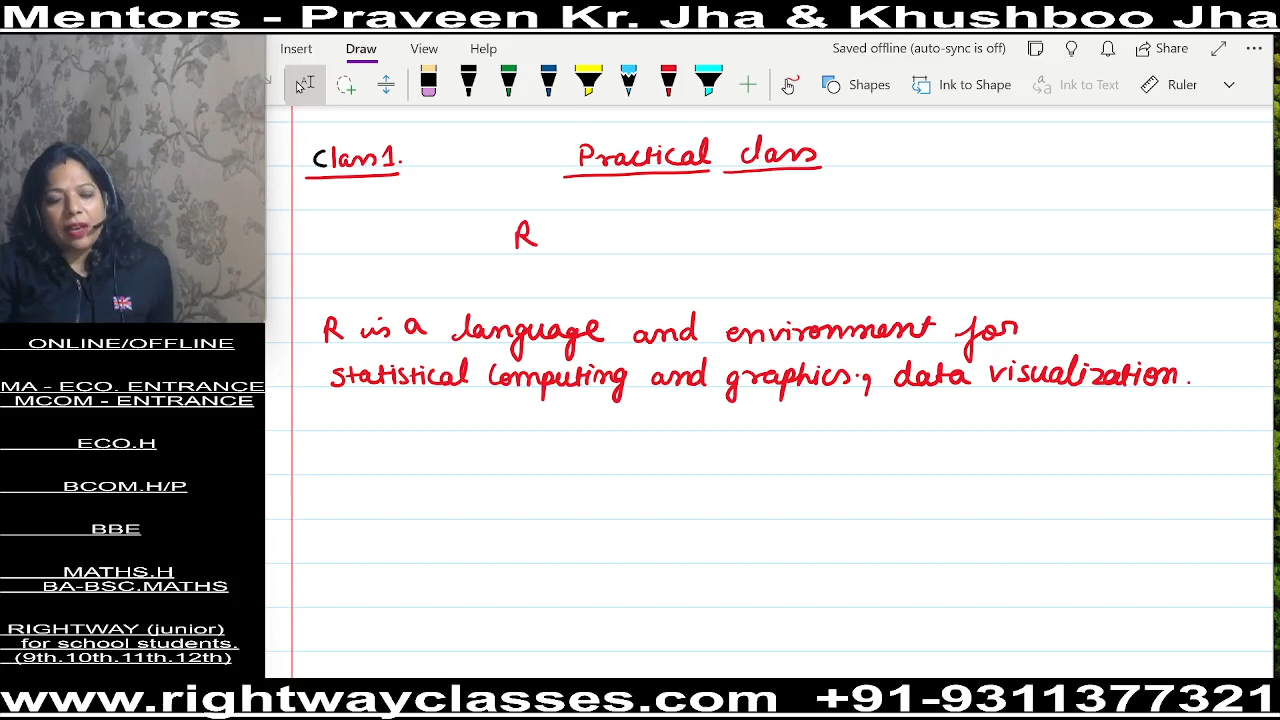 Mentors - Praveen Kr. Jha & Khushboo Jha
Insert Draw View Help Saved offline (auto-sync is off) Share
Shapes Ink to Shape Ink to Text Ruler
Class 1. Practical class
R
R is a language and environment for
statistical computing and graphics., data visualization.
ONLINE/OFFLINE
MA - ECO. ENTRANCE
MCOM - ENTRANCE
ECO.H
BCOM.H/P
BBE
MATHS.H
BA-BSC.MATHS
RIGHTWAY (junior)
for school students.
(9th.10th.11th.12th)
www.rightwayclasses.com +91-9311377321